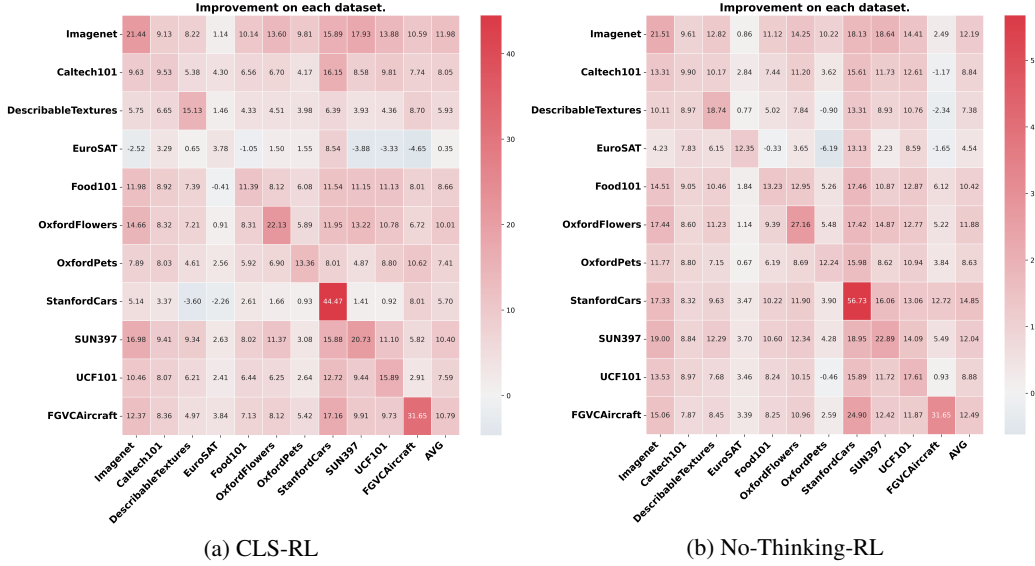 Improvement on each dataset.
Imagenet 21.44 9.13 8.22 1.14 10.14 13.60 9.81 15.89 17.93 13.88 10.59 11.98
Caltech101 9.63 9.53 5.38 4.30 6.56 6.70 4.17 16.15 8.58 9.81 7.74 8.05
DescribableTextures 5.75 6.65 15.13 1.46 4.33 4.51 3.98 6.39 3.93 4.36 8.70 5.93
EuroSAT -2.52 3.29 0.65 3.78 -1.05 1.50 1.55 8.54 -3.88 -3.33 -4.65 0.35
Food101 11.98 8.92 7.39 -0.41 11.39 8.12 6.08 11.54 11.15 11.13 8.01 8.66
OxfordFlowers 14.66 8.32 7.21 0.91 8.31 22.13 5.89 11.95 13.22 10.78 6.72 10.01
OxfordPets 7.89 8.03 4.61 2.56 5.92 6.90 13.36 8.01 4.87 8.80 10.62 7.41
StanfordCars 5.14 3.37 -3.60 -2.26 2.61 1.66 0.93 44.47 1.41 0.92 8.01 5.70
SUN397 16.98 9.41 9.34 2.63 8.02 11.37 3.08 15.88 20.73 11.10 5.82 10.40
UCF101 10.46 8.07 6.21 2.41 6.44 6.25 2.64 12.72 9.44 15.89 2.91 7.59
FGVCAircraft 12.37 8.36 4.97 3.84 7.13 8.12 5.42 17.16 9.91 9.73 31.65 10.79
Imagenet Caltech101 DescribableTextures EuroSAT Food101 OxfordFlowers OxfordPets StanfordCars SUN397 UCF101 FGVCAircraft AVG
40
30
20
10
0
(a) CLS-RL
Improvement on each dataset.
Imagenet 21.51 9.61 12.82 0.86 11.12 14.25 10.22 18.13 18.64 14.41 2.49 12.19
Caltech101 13.31 9.90 10.17 2.84 7.44 11.20 3.62 15.61 11.73 12.61 -1.17 8.84
DescribableTextures 10.11 8.97 18.74 0.77 5.02 7.84 -0.90 13.31 8.93 10.76 -2.34 7.38
EuroSAT 4.23 7.83 6.15 12.35 -0.33 3.65 -6.19 13.13 2.23 8.59 -1.65 4.54
Food101 14.51 9.05 10.46 1.84 13.23 12.95 5.26 17.46 10.87 12.87 6.12 10.42
OxfordFlowers 17.44 8.60 11.23 1.14 9.39 27.16 5.48 17.42 14.87 12.77 5.22 11.88
OxfordPets 11.77 8.80 7.15 0.67 6.19 8.69 12.24 15.98 8.62 10.94 3.84 8.63
StanfordCars 17.33 8.32 9.63 3.47 10.22 11.90 3.90 56.73 16.06 13.06 12.72 14.85
SUN397 19.00 8.84 12.29 3.70 10.60 12.34 4.28 18.95 22.89 14.09 5.49 12.04
UCF101 13.53 8.97 7.68 3.46 8.24 10.15 -0.46 15.89 11.72 17.61 0.93 8.88
FGVCAircraft 15.06 7.87 8.45 3.39 8.25 10.96 2.59 24.90 12.42 11.87 31.65 12.49
Imagenet Caltech101 DescribableTextures EuroSAT Food101 OxfordFlowers OxfordPets StanfordCars SUN397 UCF101 FGVCAircraft AVG
0
(b) No-Thinking-RL